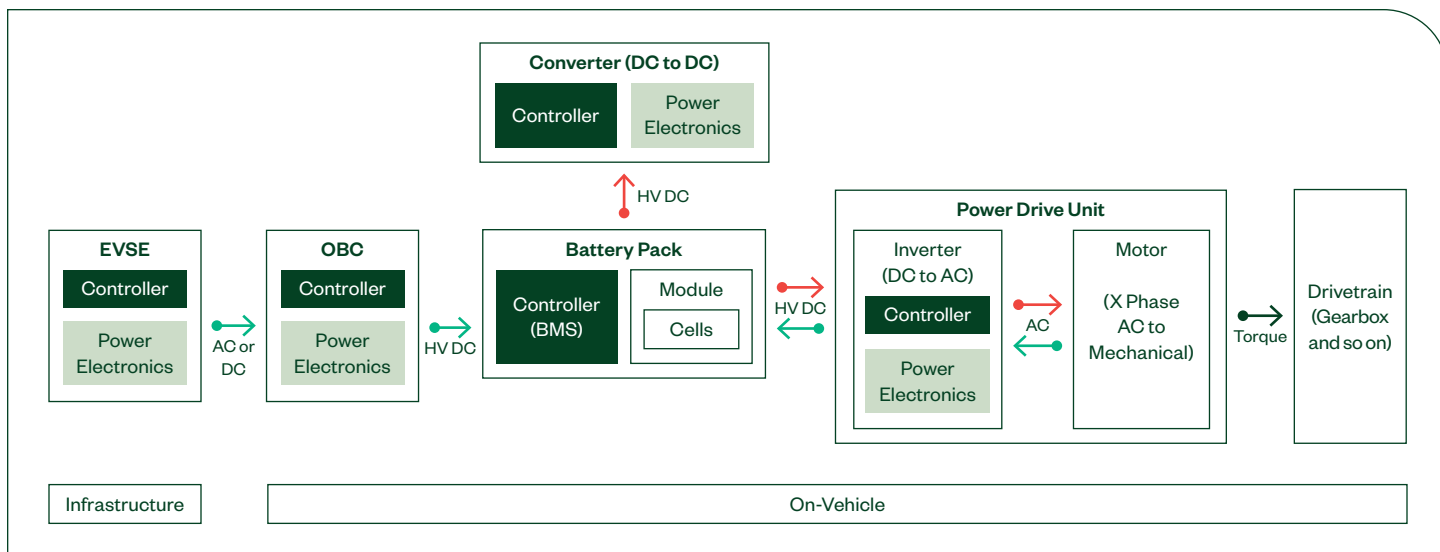 Converter (DC to DC)
Controller
Power
Electronics
HV DC
EVSE
Controller
Power
Electronics
AC or
DC
OBC
Controller
Power
Electronics
HV DC
Battery Pack
Controller
(BMS)
Module
Cells
HV DC
Power Drive Unit
Inverter
(DC to AC)
Controller
Power
Electronics
AC
Motor
(X Phase
AC to
Mechanical)
Torque
Drivetrain
(Gearbox
and so on)
Infrastructure
On-Vehicle